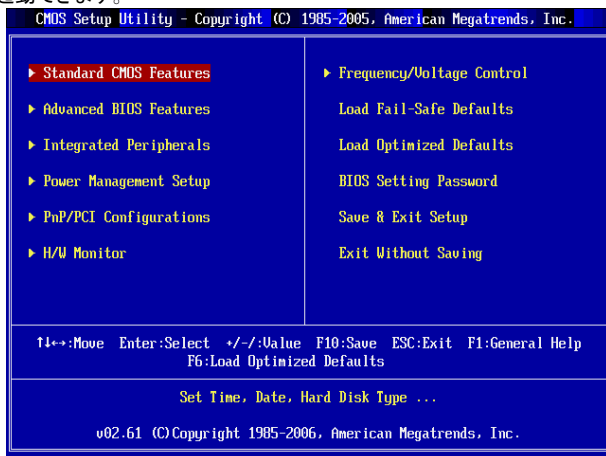 CMOS Setup Utility - Copyright (C) 1985-2005, American Megatrends, Inc.
Standard CMOS Features
Advanced BIOS Features
Integrated Peripherals
Power Management Setup
PnP/PCI Configurations
H/W Monitor
Frequency/Voltage Control
Load Fail-Safe Defaults
Load Optimized Defaults
BIOS Setting Password
Save & Exit Setup
Exit Without Saving
↑↓←→:Move Enter:Select +/-/:Value F10:Save ESC:Exit F1:General Help
F6:Load Optimized Defaults
Set Time, Date, Hard Disk Type ...
v02.61 (C)Copyright 1985-2006, American Megatrends, Inc.